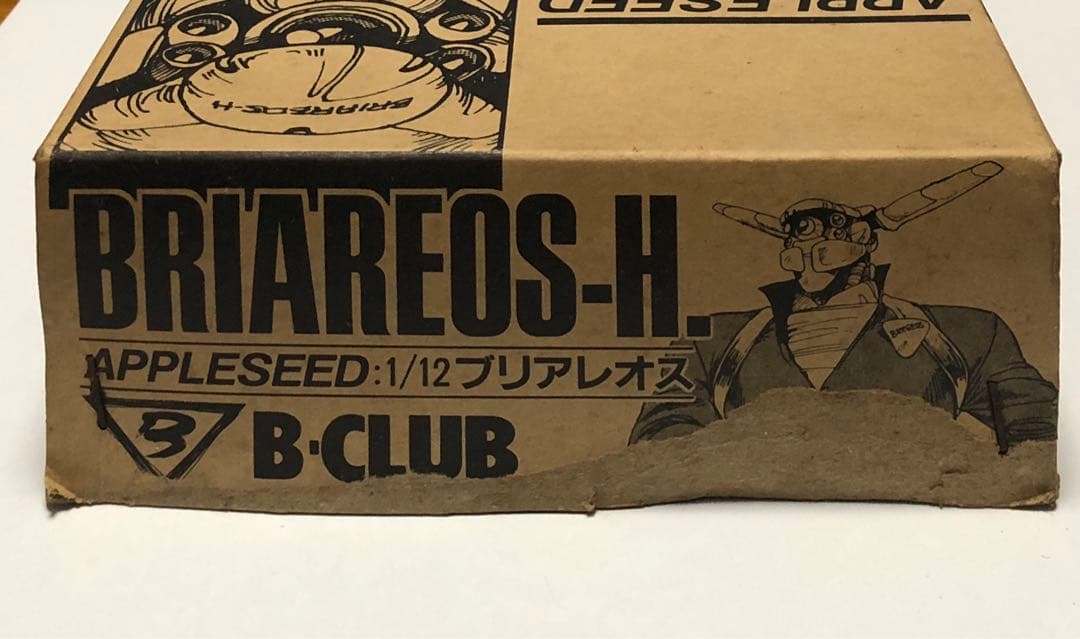 APPLESEED
BRIAREOS-H
BRIAREOS-H.
APPLESEED:1/12ブリアレオス
B
B·CLUB